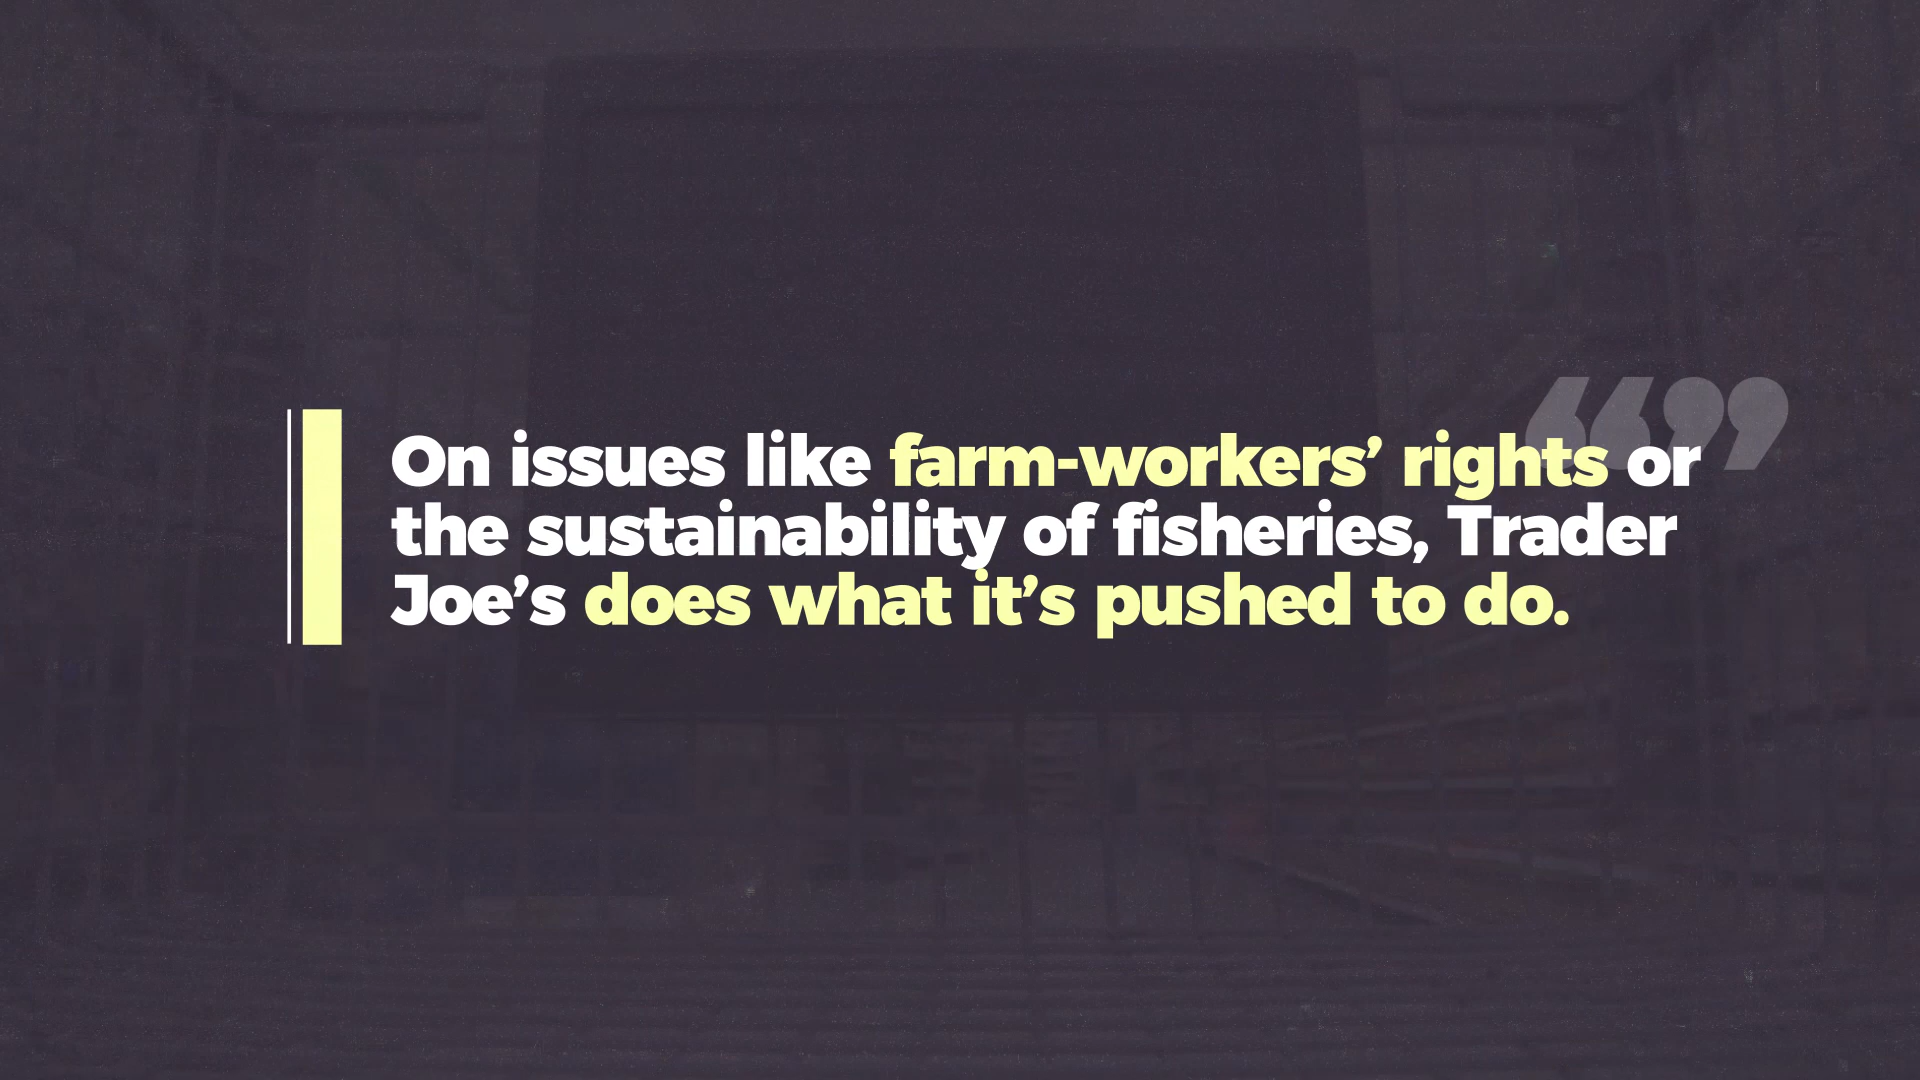 On issues like farm-workers’ rights or
the sustainability of fisheries, Trader
Joe’s does what it’s pushed to do.